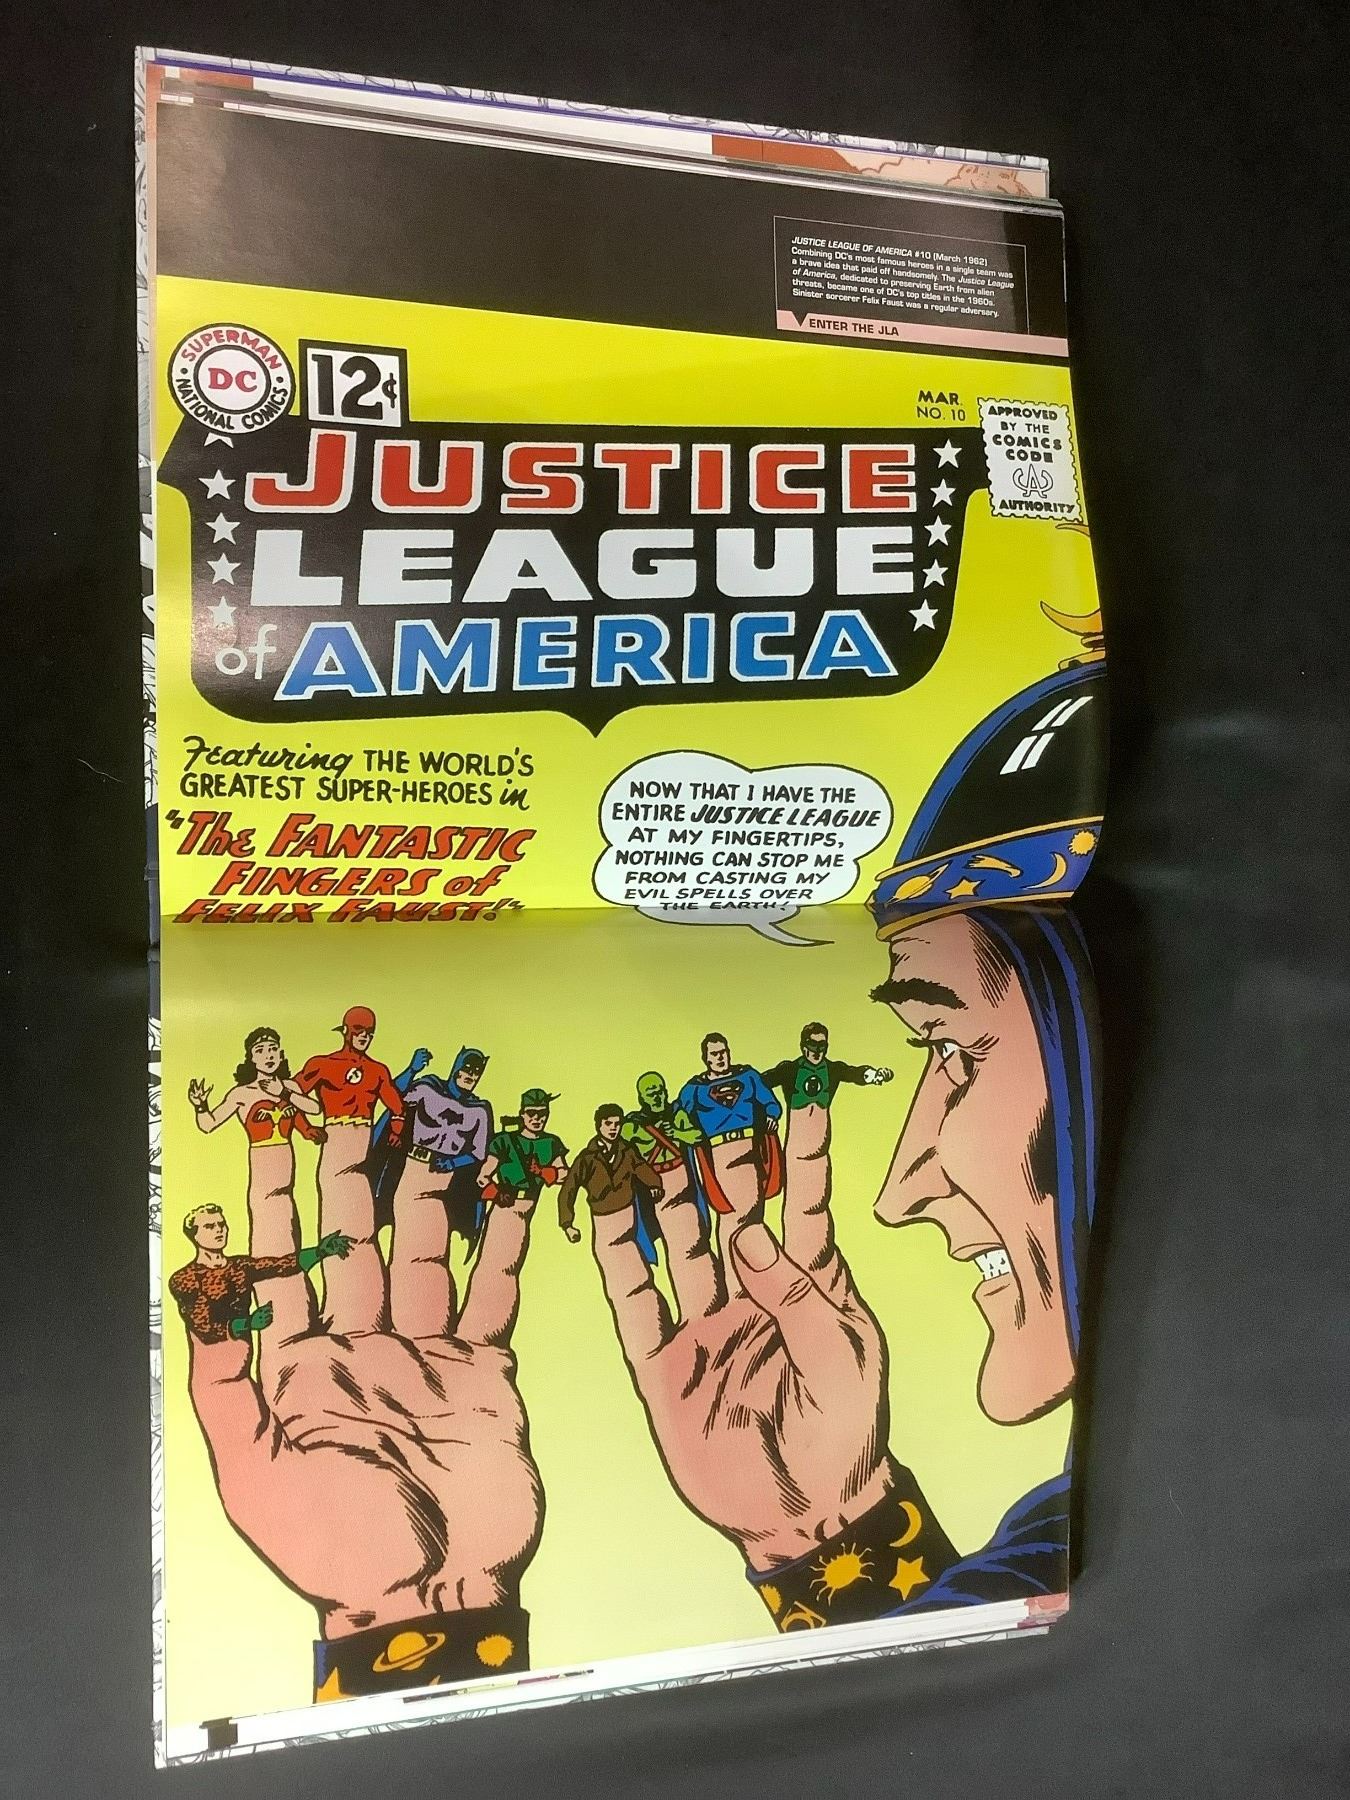 JUSTICE LEAGUE OF AMERICA #10 (March 1962)
Combining DC's most famous heroes in a single team was
a brave idea that paid off handsomely. The Justice League
of America, dedicated to preserving Earth from alien
threats, became one of DC's top titles in the 1960s.
Sinister sorcerer Felix Faust was a regular adversary.
ENTER THE JLA
SUPERMAN
DC
NATIONAL COMICS
12¢
MAR.
NO. 10
APPROVED
BY THE
COMICS
CODE
CA
AUTHORITY
JUSTICE
LEAGUE
of AMERICA
Featuring THE WORLD'S
GREATEST SUPER-HEROES in
"The FANTASTIC
FINGERS of
FELIX FAUST!"
NOW THAT I HAVE THE
ENTIRE JUSTICE LEAGUE
AT MY FINGERTIPS,
NOTHING CAN STOP ME
FROM CASTING MY
EVIL SPELLS OVER
THE EARTH!